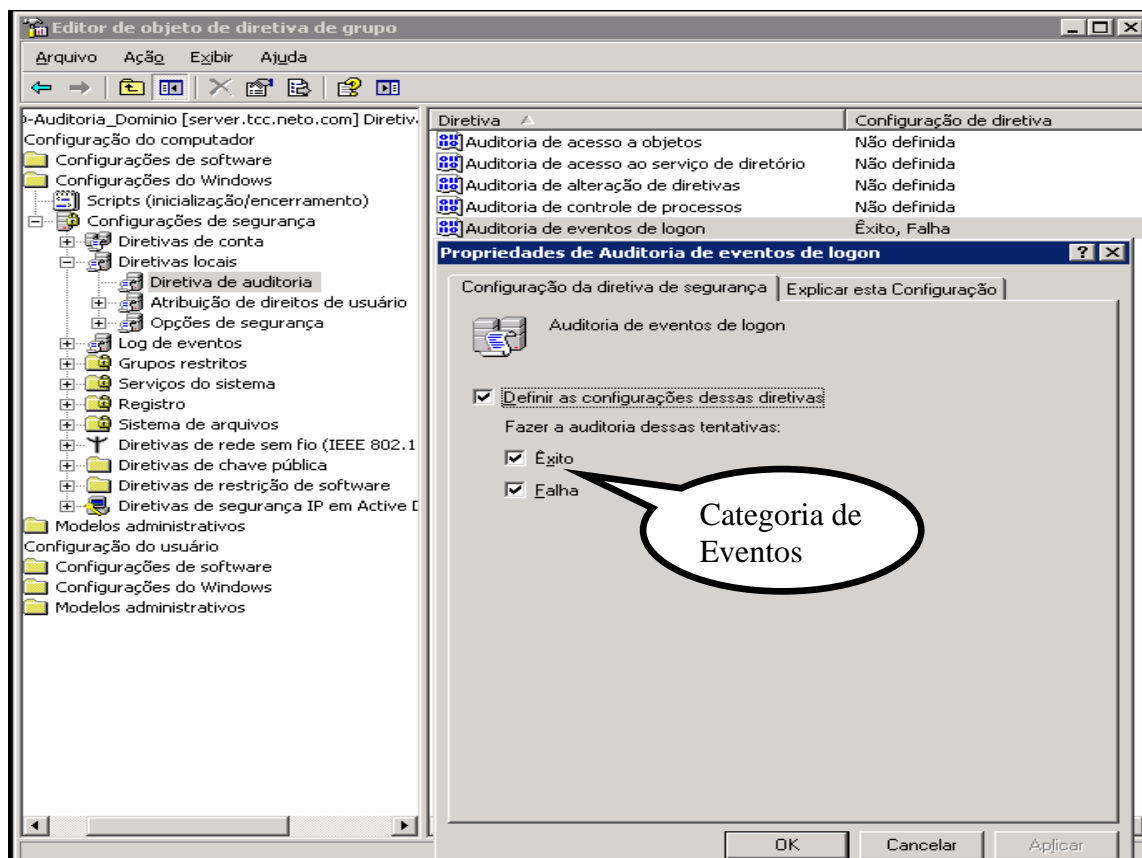 Editor de objeto de diretiva de grupo
Arquivo Ação Exibir Ajuda
-Auditoria_Dominio [server.tcc.neto.com] Diretiv
Configuração do computador
Configurações de software
Configurações do Windows
Scripts (inicialização/encerramento)
Configurações de segurança
Diretivas de conta
Diretivas locais
Diretiva de auditoria
Atribuição de direitos de usuário
Opções de segurança
Log de eventos
Grupos restritos
Serviços do sistema
Registro
Sistema de arquivos
Diretivas de rede sem fio (IEEE 802.1
Diretivas de chave pública
Diretivas de restrição de software
Diretivas de segurança IP em Active
Modelos administrativos
Configuração do usuário
Configurações de software
Configurações do Windows
Modelos administrativos
Diretiva Configuração de diretiva
Auditoria de acesso a objetos Não definida
Auditoria de acesso ao serviço de diretório Não definida
Auditoria de alteração de diretivas Não definida
Auditoria de controle de processos Não definida
Auditoria de eventos de logon Êxito, Falha
Propriedades de Auditoria de eventos de logon
Configuração da diretiva de segurança Explicar esta Configuração
Auditoria de eventos de logon
Definir as configurações dessas diretivas
Fazer a auditoria dessas tentativas:
Êxito
Falha
Categoria de
Eventos
OK Cancelar Aplicar